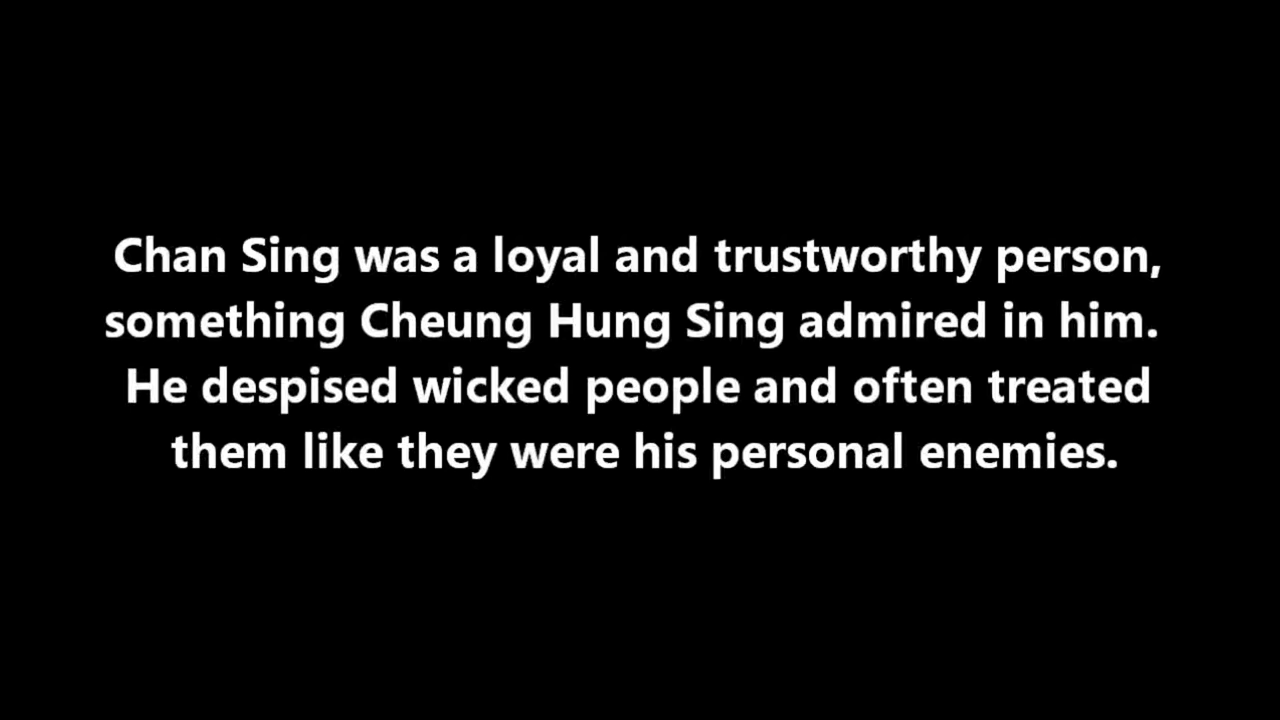 Chan Sing was a loyal and trustworthy person,
something Cheung Hung Sing admired in him.
He despised wicked people and often treated
them like they were his personal enemies.